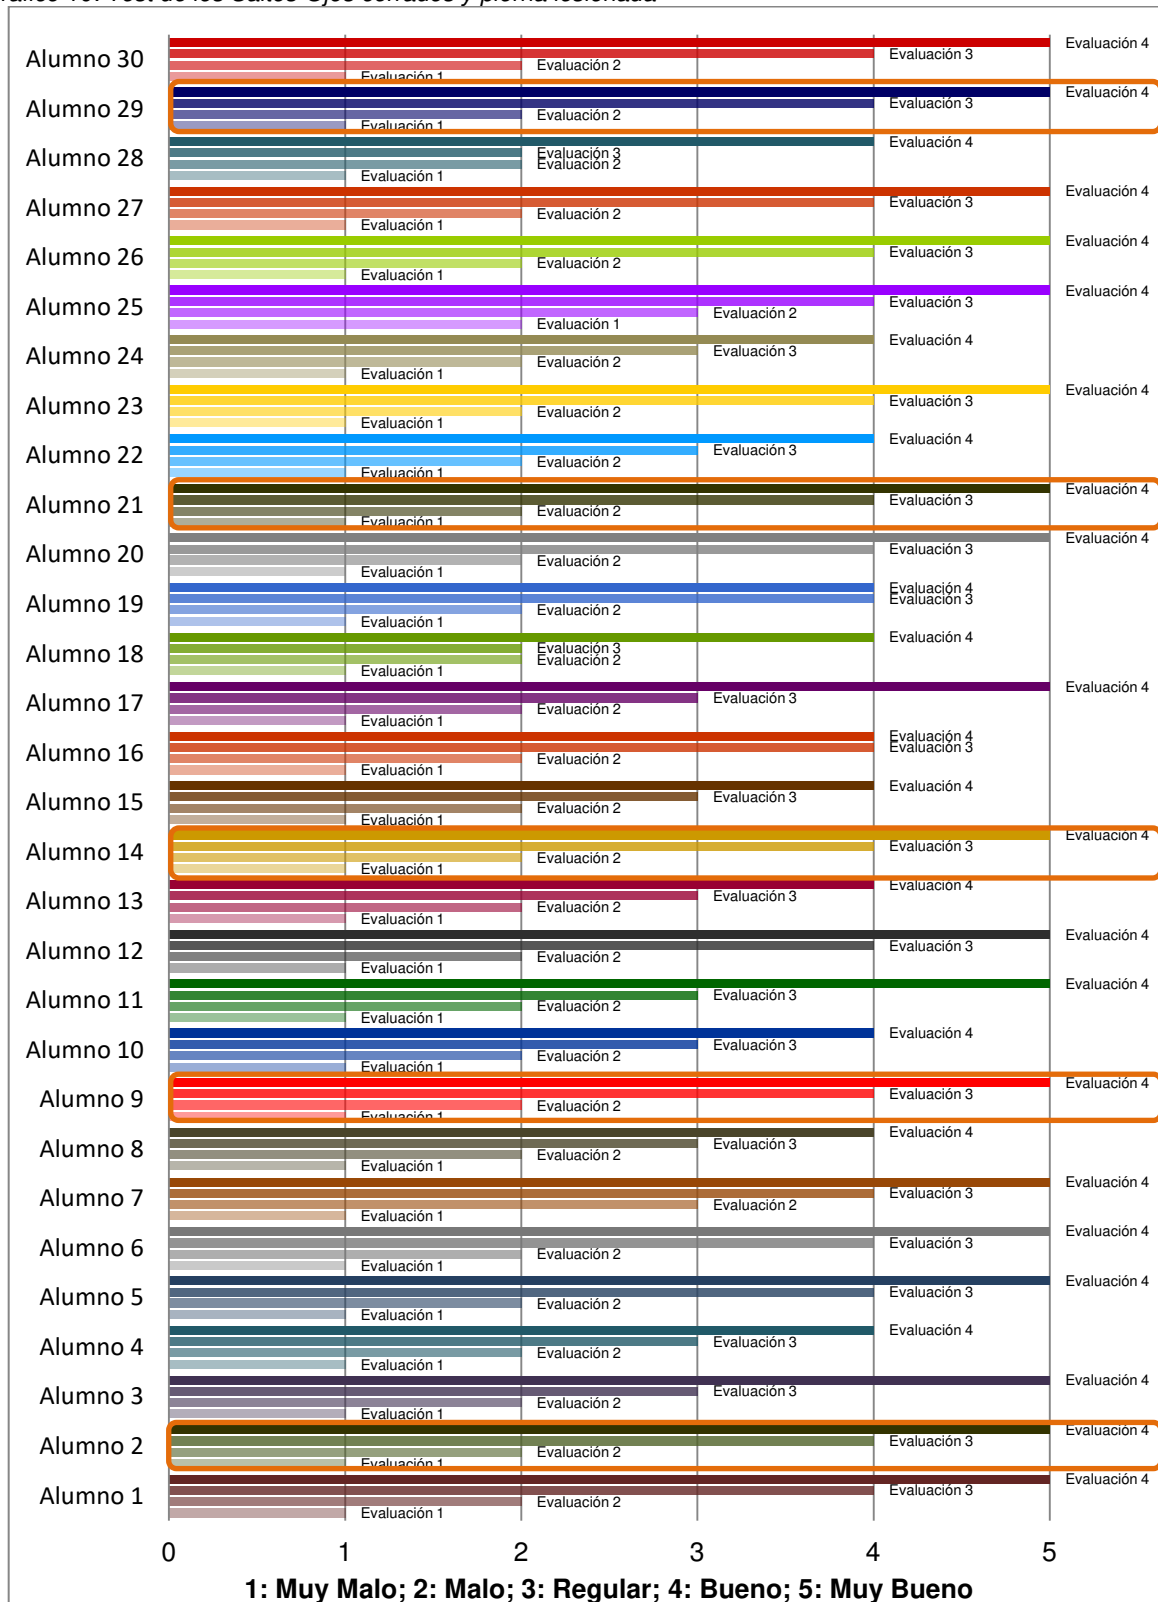 Test de los Saltos Ojos cerrados y pierna lesionada
Alumno 30
Evaluación 4
Evaluación 3
Evaluación 2
Evaluación 1
Alumno 29
Evaluación 4
Evaluación 3
Evaluación 2
Evaluación 1
Alumno 28
Evaluación 4
Evaluación 3
Evaluación 2
Evaluación 1
Alumno 27
Evaluación 4
Evaluación 3
Evaluación 2
Evaluación 1
Alumno 26
Evaluación 4
Evaluación 3
Evaluación 2
Evaluación 1
Alumno 25
Evaluación 4
Evaluación 3
Evaluación 2
Evaluación 1
Alumno 24
Evaluación 4
Evaluación 3
Evaluación 2
Evaluación 1
Alumno 23
Evaluación 4
Evaluación 3
Evaluación 2
Evaluación 1
Alumno 22
Evaluación 4
Evaluación 3
Evaluación 2
Evaluación 1
Alumno 21
Evaluación 4
Evaluación 3
Evaluación 2
Evaluación 1
Alumno 20
Evaluación 4
Evaluación 3
Evaluación 2
Evaluación 1
Alumno 19
Evaluación 4
Evaluación 3
Evaluación 2
Evaluación 1
Alumno 18
Evaluación 4
Evaluación 3
Evaluación 2
Evaluación 1
Alumno 17
Evaluación 4
Evaluación 3
Evaluación 2
Evaluación 1
Alumno 16
Evaluación 4
Evaluación 3
Evaluación 2
Evaluación 1
Alumno 15
Evaluación 4
Evaluación 3
Evaluación 2
Evaluación 1
Alumno 14
Evaluación 4
Evaluación 3
Evaluación 2
Evaluación 1
Alumno 13
Evaluación 4
Evaluación 3
Evaluación 2
Evaluación 1
Alumno 12
Evaluación 4
Evaluación 3
Evaluación 2
Evaluación 1
Alumno 11
Evaluación 4
Evaluación 3
Evaluación 2
Evaluación 1
Alumno 10
Evaluación 4
Evaluación 3
Evaluación 2
Evaluación 1
Alumno 9
Evaluación 4
Evaluación 3
Evaluación 2
Evaluación 1
Alumno 8
Evaluación 4
Evaluación 3
Evaluación 2
Evaluación 1
Alumno 7
Evaluación 4
Evaluación 3
Evaluación 2
Evaluación 1
Alumno 6
Evaluación 4
Evaluación 3
Evaluación 2
Evaluación 1
Alumno 5
Evaluación 4
Evaluación 3
Evaluación 2
Evaluación 1
Alumno 4
Evaluación 4
Evaluación 3
Evaluación 2
Evaluación 1
Alumno 3
Evaluación 4
Evaluación 3
Evaluación 2
Evaluación 1
Alumno 2
Evaluación 4
Evaluación 3
Evaluación 2
Evaluación 1
Alumno 1
Evaluación 4
Evaluación 3
Evaluación 2
Evaluación 1
0 1 2 3 4 5
1: Muy Malo; 2: Malo; 3: Regular; 4: Bueno; 5: Muy Bueno